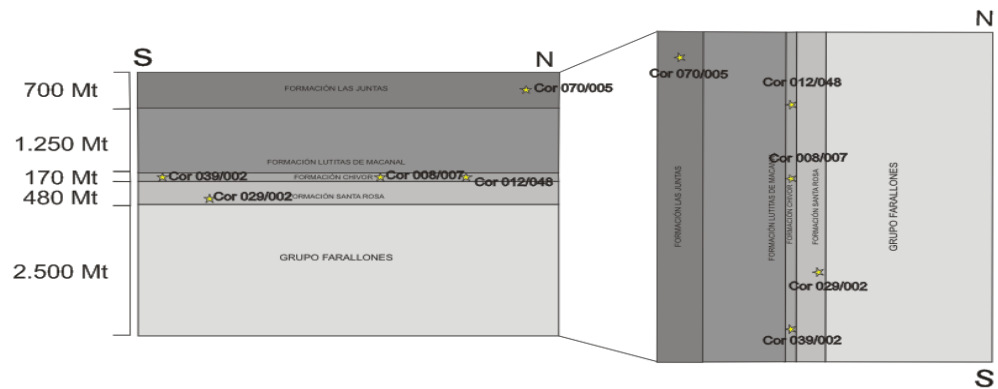 S
N
700 Mt
FORMACIÓN LAS JUNTAS
Cor 070/005
1.250 Mt
FORMACIÓN LUTITAS DE MACANAL
170 Mt
Cor 039/002
FORMACIÓN CHIVOR
Cor 008/007
Cor 012/048
480 Mt
Cor 029/002
FORMACIÓN SANTA ROSA
2.500 Mt
GRUPO FARALLONES
N
Cor 070/005
Cor 012/048
Cor 008/007
FORMACIÓN LAS JUNTAS
FORMACIÓN LUTITAS DE MACANAL
FORMACIÓN CHIVOR
FORMACIÓN SANTA ROSA
GRUPO FARALLONES
Cor 029/002
Cor 039/002
S